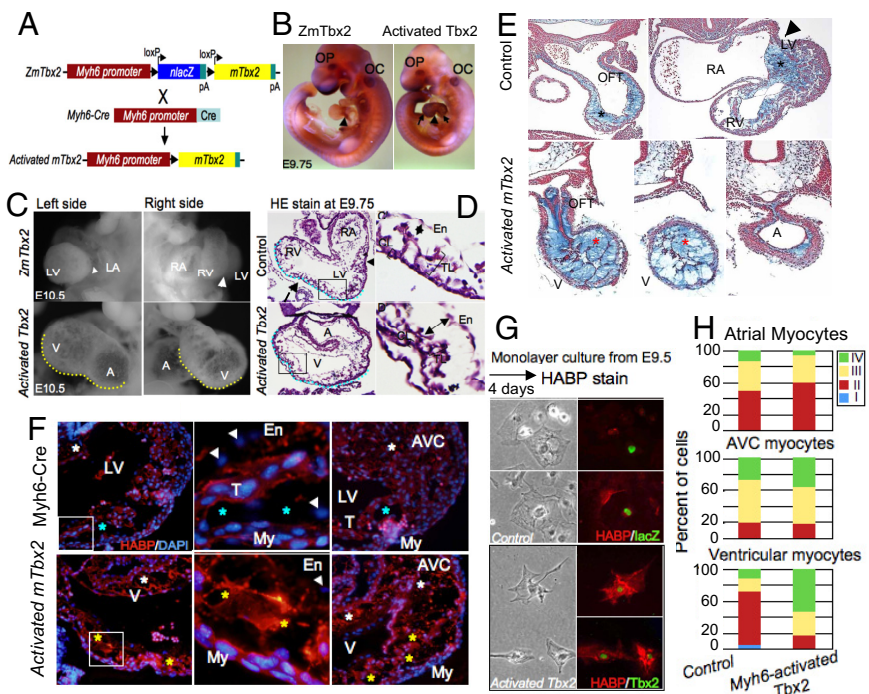 A
loxP
loxP
ZmTbx2
Myh6 promoter
nlacZ
mTbx2
pA
pA
X
Myh6-Cre
Myh6 promoter
Cre
Activated mTbx2
Myh6 promoter
mTbx2
B
ZmTbx2
Activated Tbx2
OP
OC
OP
OC
E9.75
C
Left side
Right side
ZmTbx2
LV
LA
RA
RV
LV
E10.5
Activated Tbx2
V
A
A
V
E10.5
HE stain at E9.75
D
Control
RV
RA
LV
En
TL
Activated Tbx2
A
V
En
TL
E
Control
OFT
*
RA
LV
*
RV
Activated mTbx2
OFT
*
V
*
V
A
F
Myh6-Cre
*
LV
*
HABP/DAPI
En
T
* *
My
AVC
LV
T
*
My
Activated mTbx2
*
V
*
*
En
*
*
My
AVC
*
*
V
*
*
*
My
G
Monolayer culture from E9.5
4 days
HABP stain
Control
HABP/lacZ
Activated Tbx2
HABP/Tbx2
H
Atrial Myocytes
100
80
60
40
20
0
IV
III
II
I
AVC myocytes
100
80
60
20
0
Percent of cells
Ventricular myocytes
100
80
60
40
20
0
Control
Myh6-activated
Tbx2